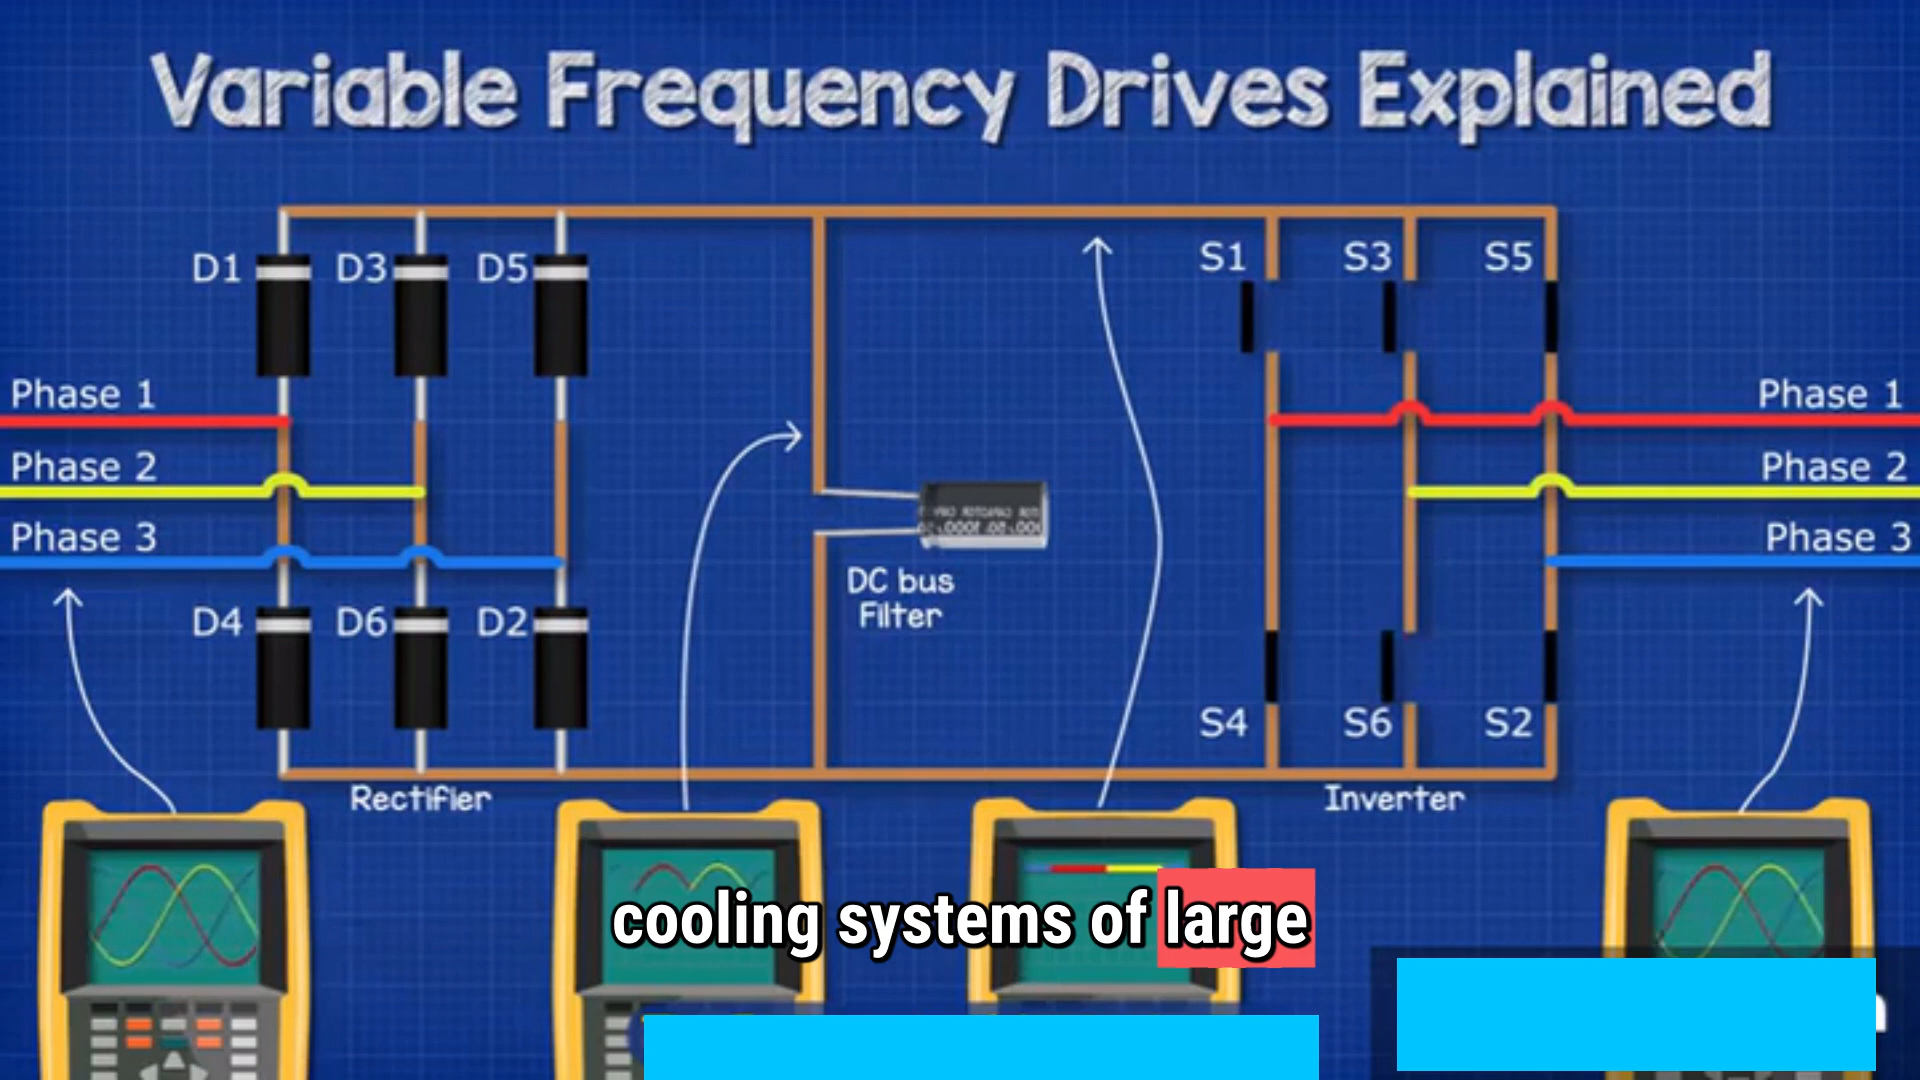 Variable Frequency Drives Explained
D1 D3 D5
S1 S3 S5
Phase 1
Phase 1
Phase 2
Phase 2
Phase 3
Phase 3
DC bus
Filter
D4 D6 D2
S4 S6 S2
Rectifier
Inverter
cooling systems of large